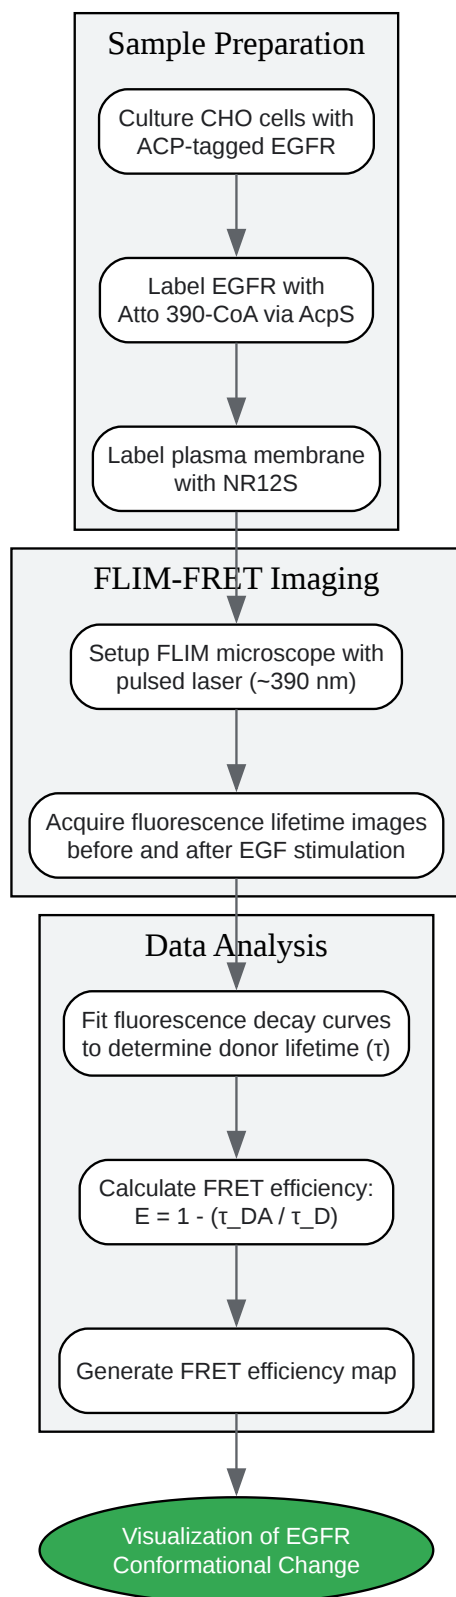 Sample Preparation
Culture CHO cells with
ACP-tagged EGFR
Label EGFR with
Atto 390-CoA via AcpS
Label plasma membrane
with NR12S
FLIM-FRET Imaging
Setup FLIM microscope with
pulsed laser (~390 nm)
Acquire fluorescence lifetime images
before and after EGF stimulation
Data Analysis
Fit fluorescence decay curves
to determine donor lifetime (τ)
Calculate FRET efficiency:
E = 1 - (τ_DA / τ_D)
Generate FRET efficiency map
Visualization of EGFR
Conformational Change